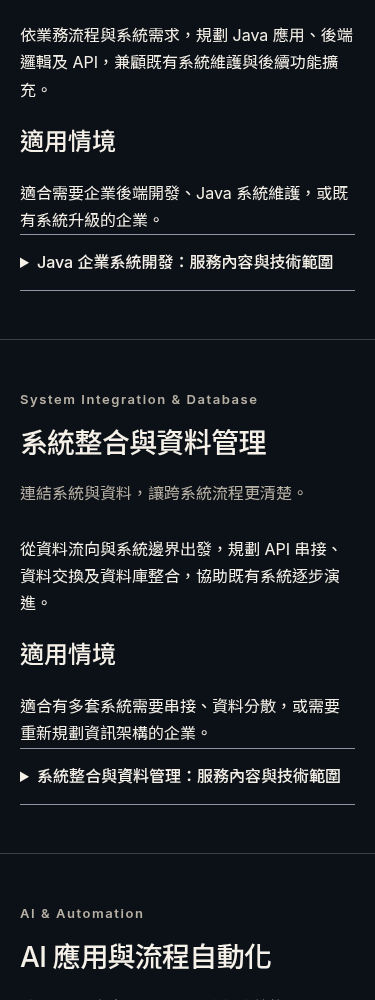 依業務流程與系統需求，規劃 Java 應用、後端
邏輯及 API，兼顧既有系統維護與後續功能擴
充。
適用情境
適合需要企業後端開發、Java 系統維護，或既
有系統升級的企業。
▶ Java 企業系統開發：服務內容與技術範圍
System Integration & Database
系統整合與資料管理
連結系統與資料，讓跨系統流程更清楚。
從資料流向與系統邊界出發，規劃 API 串接、
資料交換及資料庫整合，協助既有系統逐步演
進。
適用情境
適合有多套系統需要串接、資料分散，或需要
重新規劃資訊架構的企業。
▶ 系統整合與資料管理：服務內容與技術範圍
AI & Automation
AI 應用與流程自動化